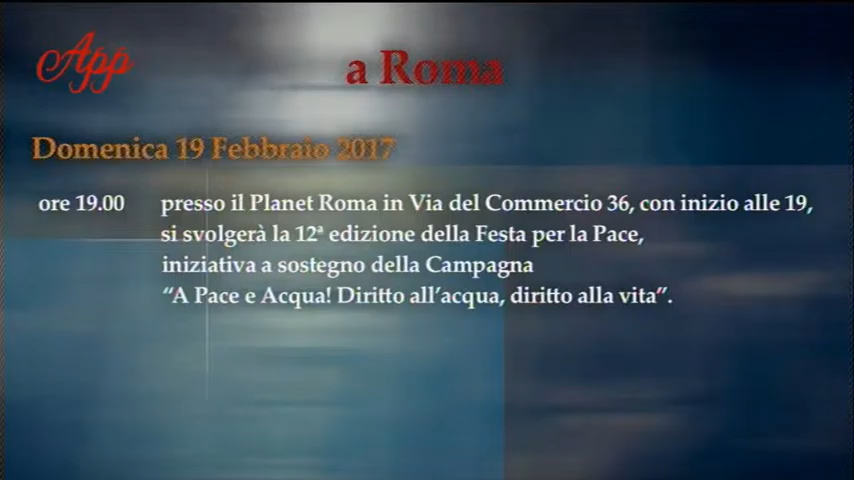 App
a Roma
Domenica 19 Febbraio 2017
ore 19.00 presso il Planet Roma in Via del Commercio 36, con inizio alle 19,
si svolgerà la 12ª edizione della Festa per la Pace,
iniziativa a sostegno della Campagna
“A Pace e Acqua! Diritto all’acqua, diritto alla vita”.